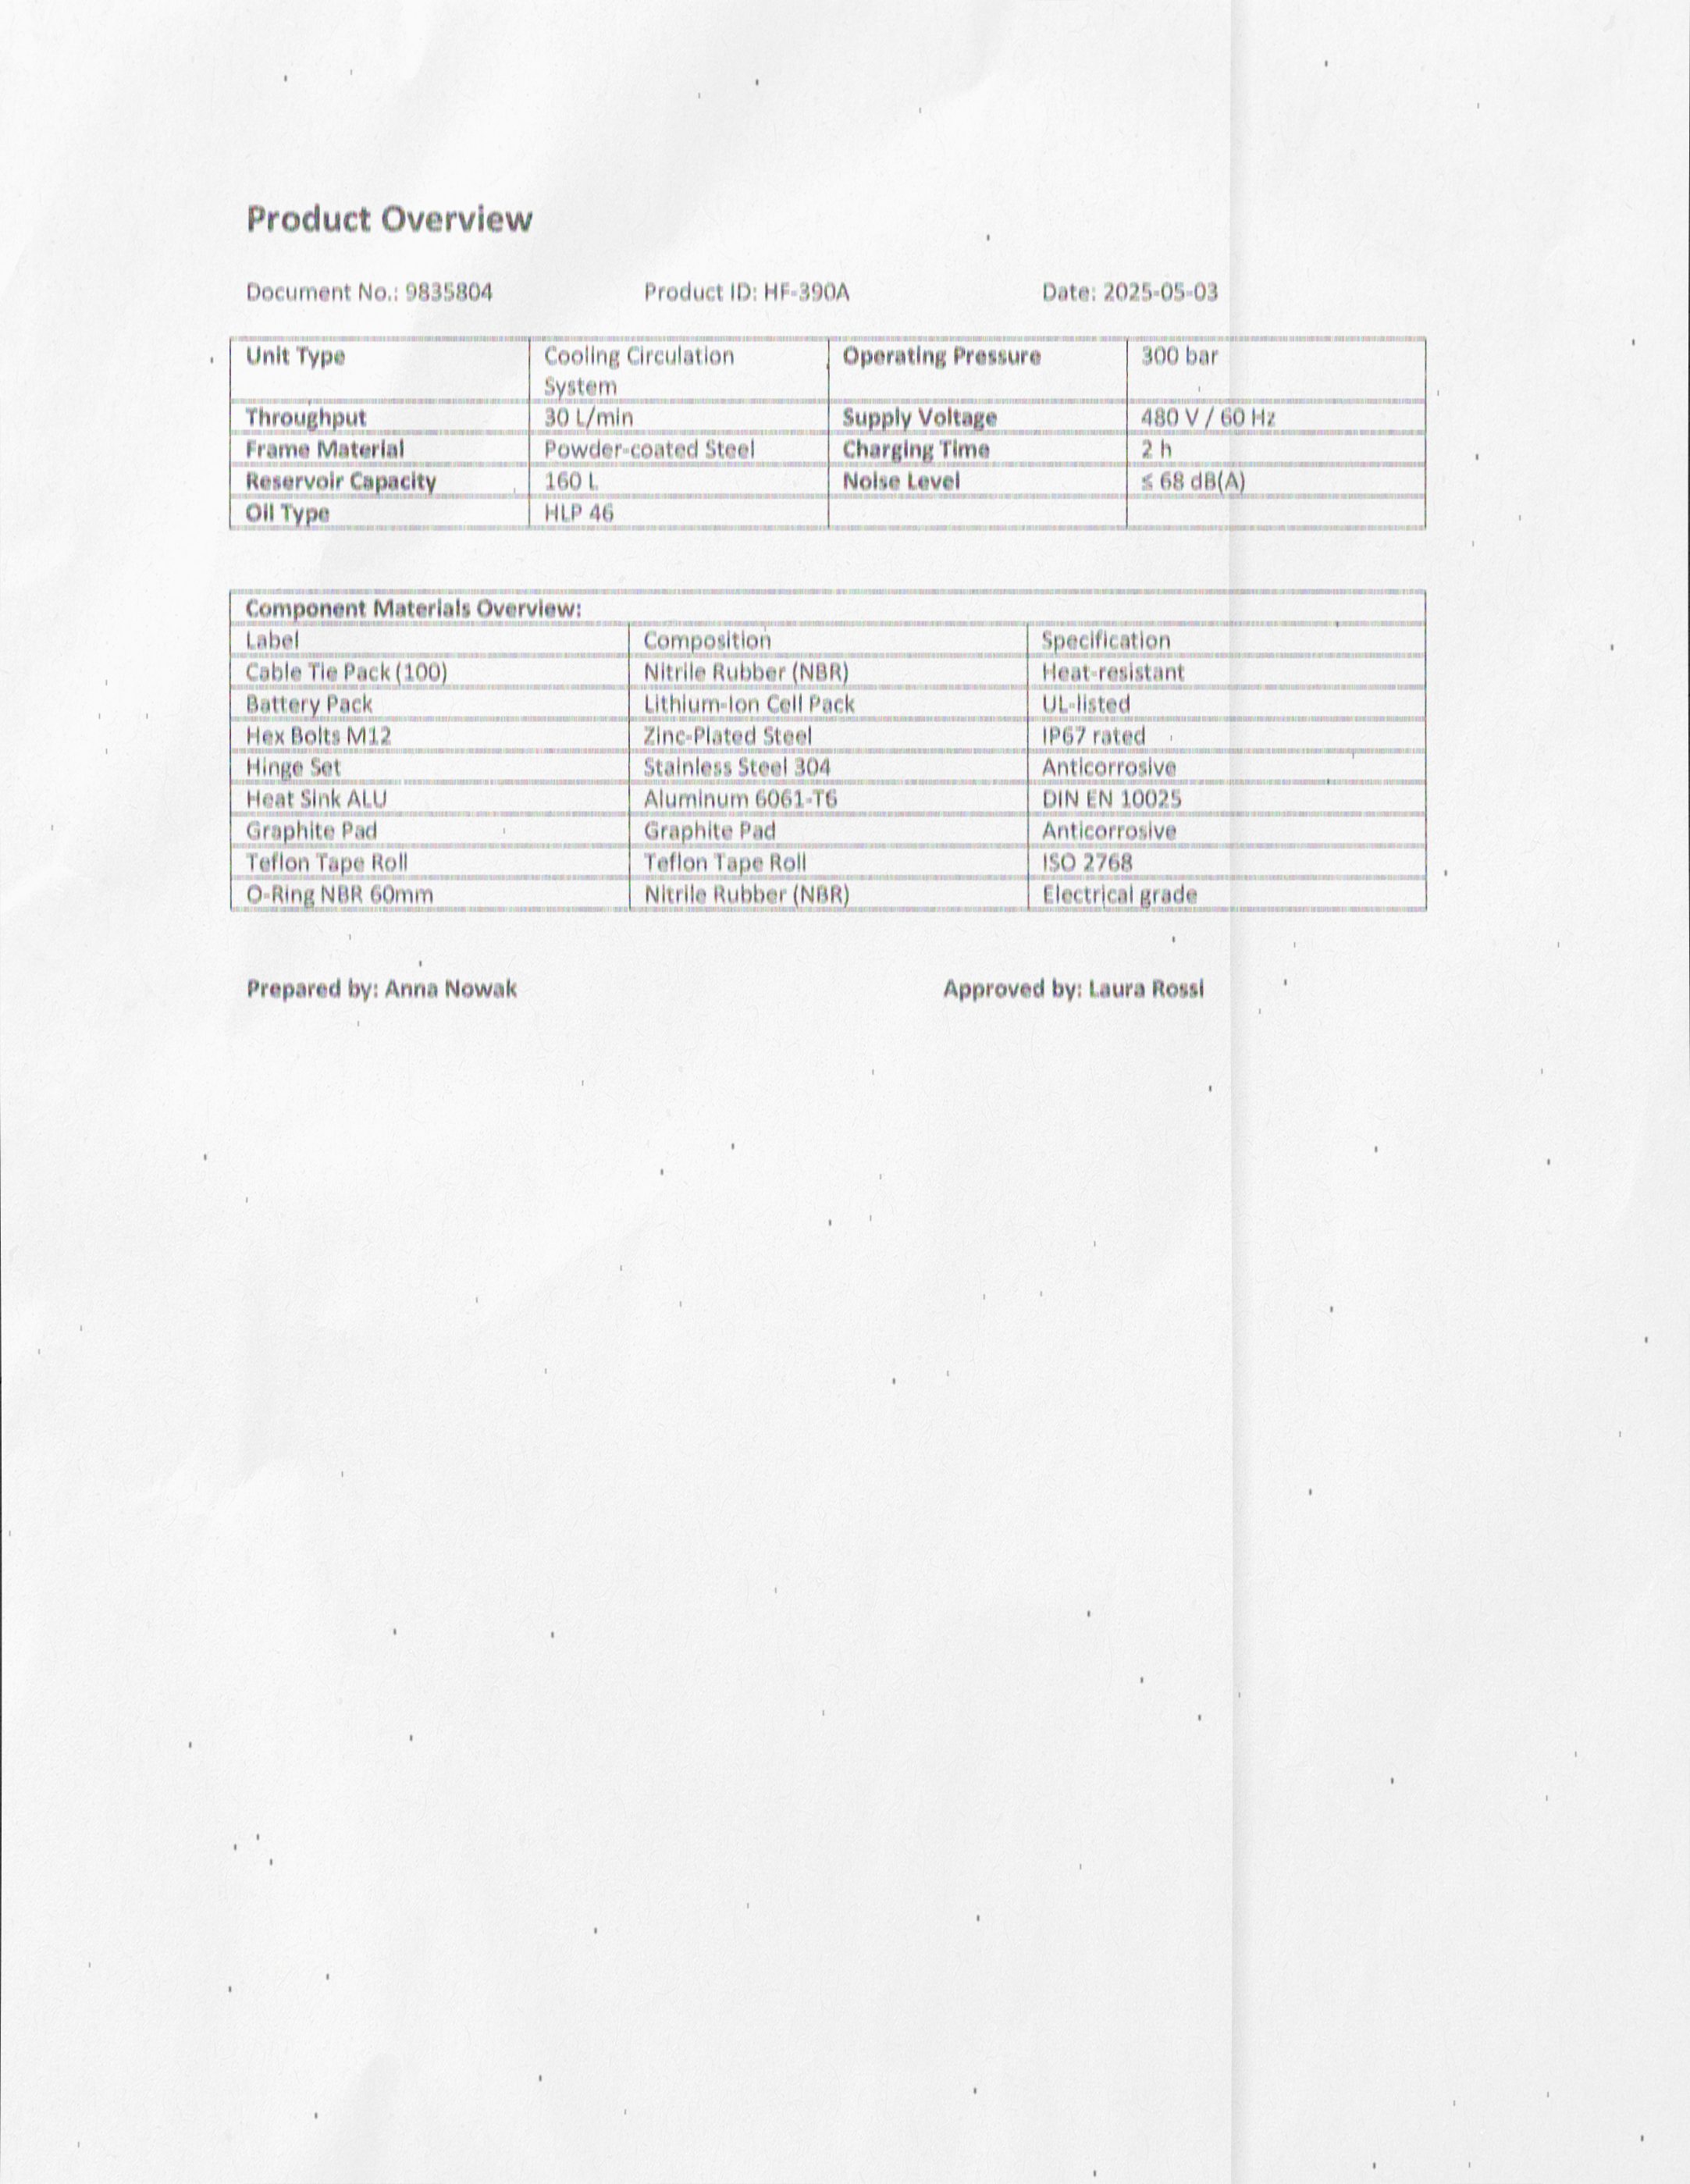 Product Overview
Document No.: 9835804 Product ID: HF-390A Date: 2025-05-03
Unit Type Cooling Circulation System Operating Pressure 300 bar
Throughput 30 L/min Supply Voltage 480 V / 60 Hz
Frame Material Powder-coated Steel Charging Time 2 h
Reservoir Capacity 160 L Noise Level ≤ 68 dB(A)
Oil Type HLP 46
Component Materials Overview:
Label Composition Specification
Cable Tie Pack (100) Nitrile Rubber (NBR) Heat-resistant
Battery Pack Lithium-Ion Cell Pack UL-listed
Hex Bolts M12 Zinc-Plated Steel IP67 rated
Hinge Set Stainless Steel 304 Anticorrosive
Heat Sink ALU Aluminum 6061-T6 DIN EN 10025
Graphite Pad Graphite Pad Anticorrosive
Teflon Tape Roll Teflon Tape Roll ISO 2768
O-Ring NBR 60mm Nitrile Rubber (NBR) Electrical grade
Prepared by: Anna Nowak Approved by: Laura Rossi